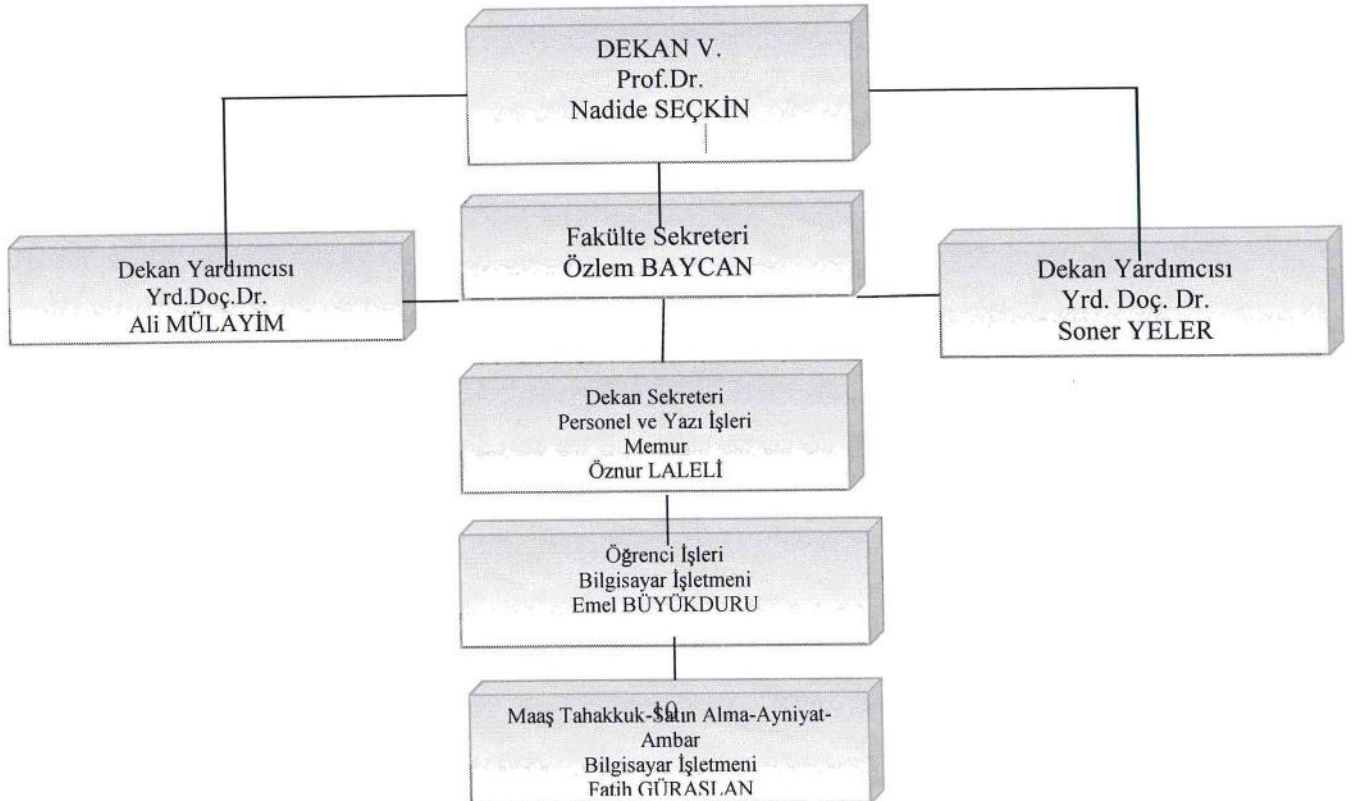 DEKAN V.
Prof.Dr.
Nadide SEÇKİN
Fakülte Sekreteri
Özlem BAYCAN
Dekan Yardımcısı
Yrd.Doç.Dr.
Ali MÜLAYİM
Dekan Yardımcısı
Yrd. Doç. Dr.
Soner YELER
Dekan Sekreteri
Personel ve Yazı İşleri
Memur
Öznur LALELİ
Öğrenci İşleri
Bilgisayar İşletmeni
Emel BÜYÜKDURU
10
Maaş Tahakkuk-Satın Alma-Ayniyat-
Ambar
Bilgisayar İşletmeni
Fatih GÜRASLAN